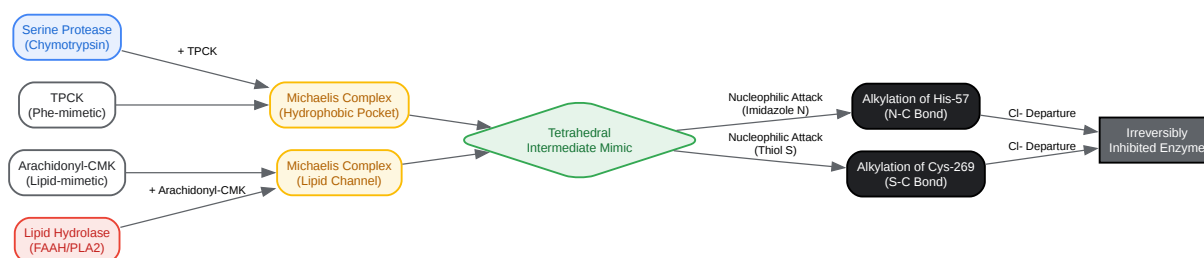 Serine Protease
(Chymotrypsin)
+ TPCK
TPCK
(Phe-mimetic)
Michaelis Complex
(Hydrophobic Pocket)
Arachidonyl-CMK
(Lipid-mimetic)
+ Arachidonyl-CMK
Michaelis Complex
(Lipid Channel)
Lipid Hydrolase
(FAAH/PLA2)
Tetrahedral
Intermediate Mimic
Nucleophilic Attack
(Imidazole N)
Nucleophilic Attack
(Thiol S)
Alkylation of His-57
(N-C Bond)
Cl- Departure
Alkylation of Cys-269
(S-C Bond)
Cl- Departure
Irreversibly
Inhibited Enzyme